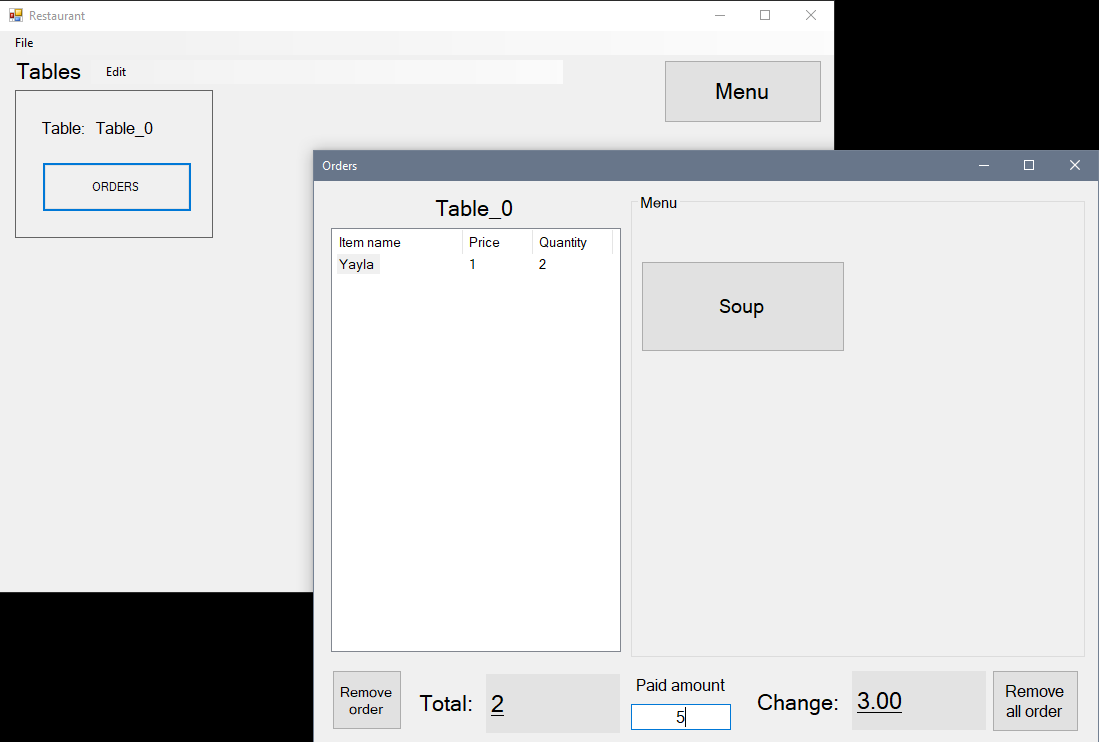 Restaurant
File
Tables Edit
Menu
Table: Table_0
ORDERS
Orders
Table_0
Item name Price Quantity
Yayla 1 2
Menu
Soup
Remove
order
Total: 2
Paid amount
5
Change: 3.00
Remove
all order